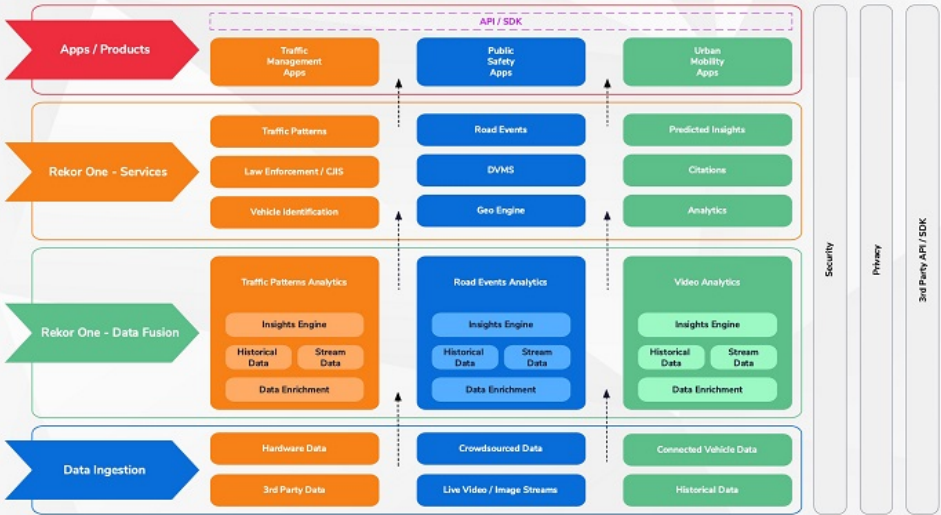 API / SDK
Apps / Products
Traffic
Management
Apps
Public
Safety
Apps
Urban
Mobility
Apps
Rekor One - Services
Traffic Patterns
Road Events
Predicted Insights
Law Enforcement / CJIS
DVMS
Citations
Vehicle Identification
Geo Engine
Analytics
Rekor One - Data Fusion
Traffic Patterns Analytics
Insights Engine
Historical
Data
Stream
Data
Data Enrichment
Road Events Analytics
Insights Engine
Historical
Data
Stream
Data
Data Enrichment
Video Analytics
Insights Engine
Historical
Data
Stream
Data
Data Enrichment
Data Ingestion
Hardware Data
Crowdsourced Data
Connected Vehicle Data
3rd Party Data
Live Video / Image Streams
Historical Data
Security
Privacy
3rd Party API / SDK